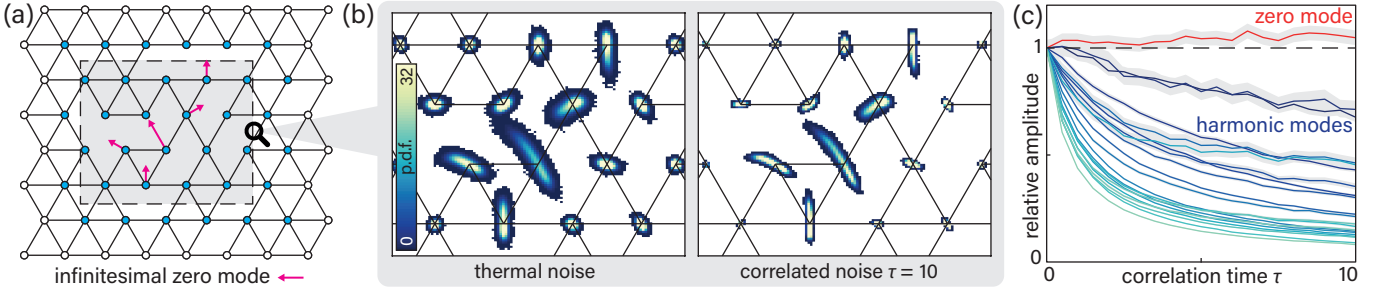 (a)
infinitesimal zero mode
(b)
32
p.d.f.
0
thermal noise
correlated noise τ = 10
(c)
zero mode
1
harmonic modes
relative amplitude
0
0
correlation time τ
10